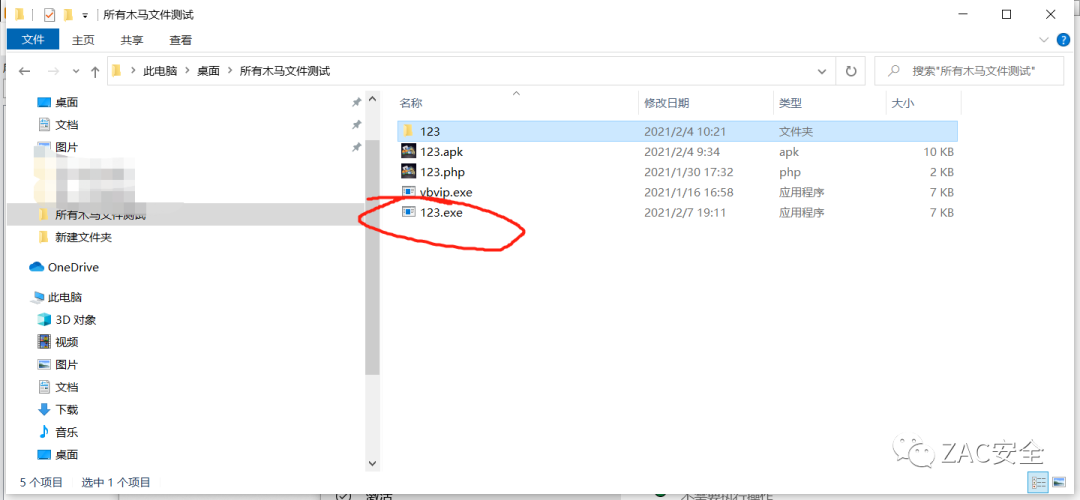 所有木马文件测试
文件 主页 共享 查看
此电脑 > 桌面 > 所有木马文件测试 搜索"所有木马文件测试"
桌面
文档
图片
所有木马文件测试
新建文件夹
OneDrive
此电脑
3D 对象
视频
图片
文档
下载
音乐
桌面
名称 修改日期 类型 大小
123 2021/2/4 10:21 文件夹
123.apk 2021/2/4 9:34 apk 10 KB
123.php 2021/1/30 17:32 php 2 KB
vbvip.exe 2021/1/16 16:58 应用程序 7 KB
123.exe 2021/2/7 19:11 应用程序 7 KB
ZAC安全
5 个项目 选中 1 个项目